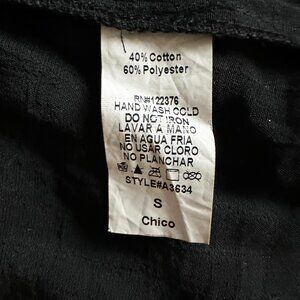 40% Cotton
60% Polyester
RN#122376
HAND WASH COLD
DO NOT IRON
LAVAR A MANO
EN AGUA FRIA
NO USAR CLORO
NO PLANCHAR
STYLE#A3634
S
Chico